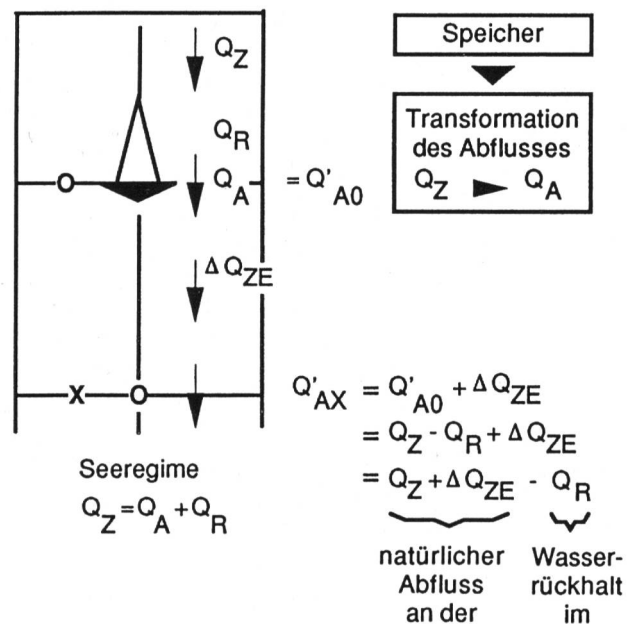 Q_Z
Q_R
O Q_A = Q'_A0
ΔQ_ZE
X O
Seeregime
Q_Z = Q_A + Q_R
Speicher
Transformation
des Abflusses
Q_Z Q_A
Q'_AX = Q'_A0 + ΔQ_ZE
= Q_Z - Q_R + ΔQ_ZE
= Q_Z + ΔQ_ZE - Q_R
natürlicher
Abfluss
an der
Wasser-
rückhalt
im